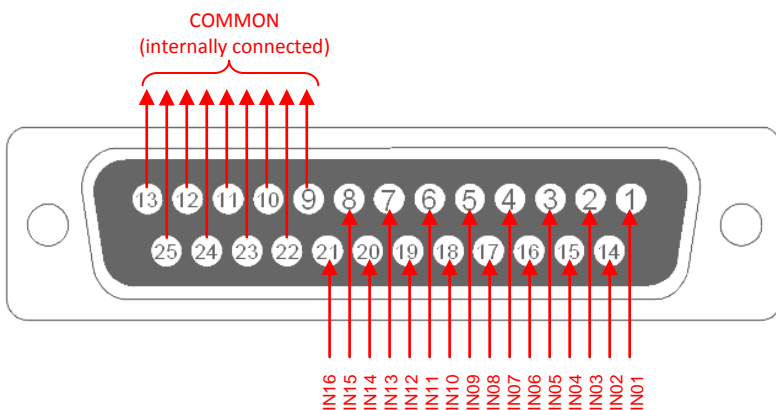 COMMON
(internally connected)
13 12 11 10 9 8 7 6 5 4 3 2 1
25 24 23 22 21 20 19 18 17 16 15 14
IN16 IN15 IN14 IN13 IN12 IN11 IN10 IN09 IN08 IN07 IN06 IN05 IN04 IN03 IN02 IN01